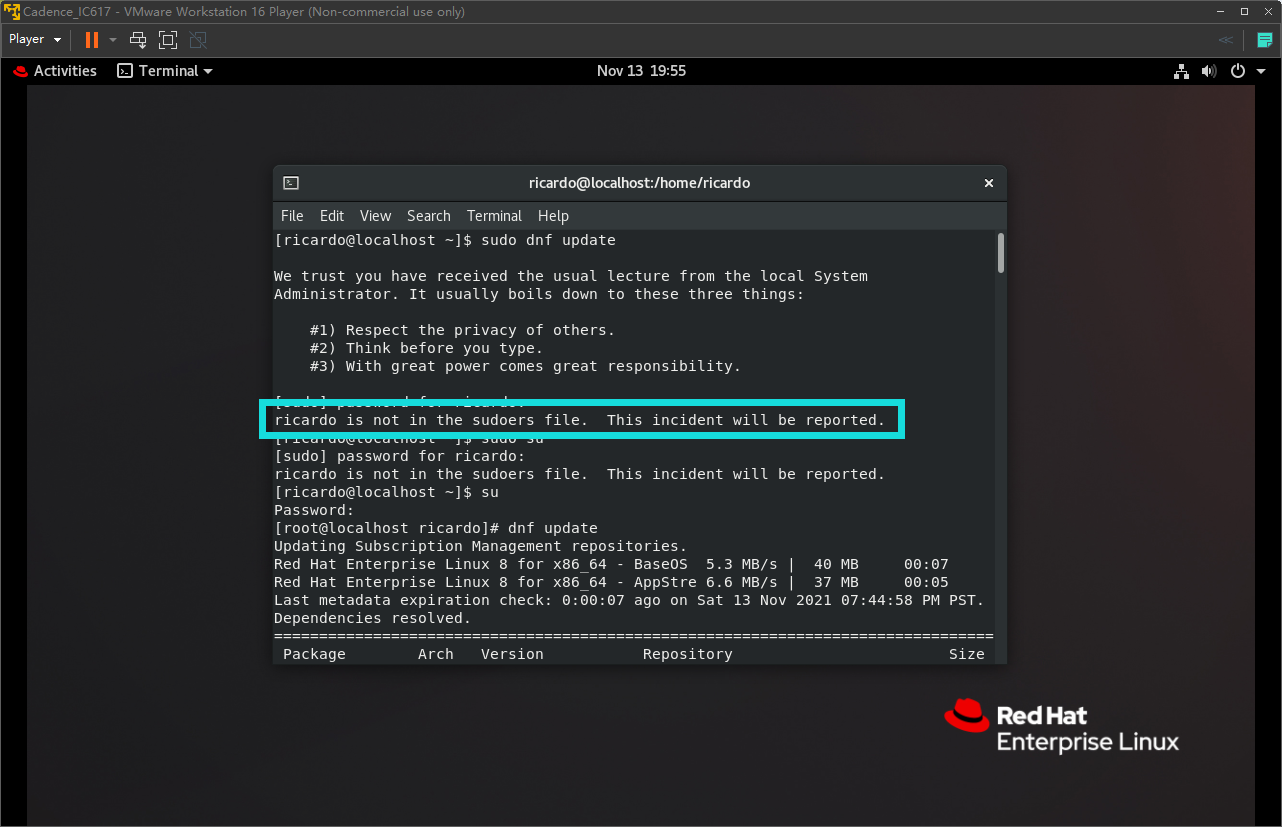 Cadence_IC617 - VMware Workstation 16 Player (Non-commercial use only)
Player
Activities Terminal Nov 13 19:55
ricardo@localhost:/home/ricardo
File Edit View Search Terminal Help
[ricardo@localhost ~]$ sudo dnf update
We trust you have received the usual lecture from the local System
Administrator. It usually boils down to these three things:
#1) Respect the privacy of others.
#2) Think before you type.
#3) With great power comes great responsibility.
[sudo] password for ricardo:
ricardo is not in the sudoers file.  This incident will be reported.
[ricardo@localhost ~]$ sudo su
[sudo] password for ricardo:
ricardo is not in the sudoers file.  This incident will be reported.
[ricardo@localhost ~]$ su
Password:
[root@localhost ricardo]# dnf update
Updating Subscription Management repositories.
Red Hat Enterprise Linux 8 for x86_64 - BaseOS  5.3 MB/s |  40 MB     00:07
Red Hat Enterprise Linux 8 for x86_64 - AppStre 6.6 MB/s |  37 MB     00:05
Last metadata expiration check: 0:00:07 ago on Sat 13 Nov 2021 07:44:58 PM PST.
Dependencies resolved.
================================================================================
Package Arch Version Repository Size
Red Hat
Enterprise Linux